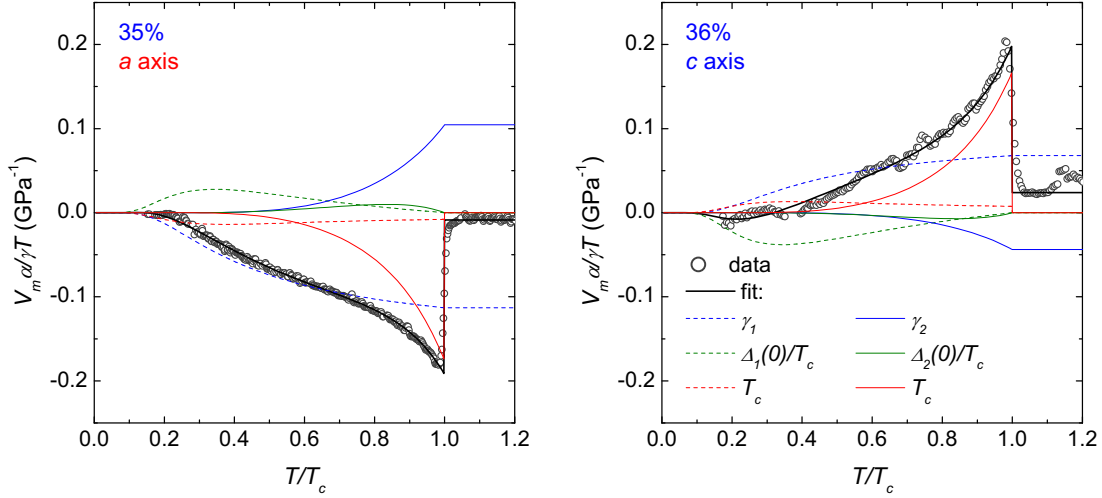 35%
a axis
0.2
0.1
0.0
-0.1
-0.2
V_m α/γT (GPa⁻¹)
0.0 0.2 0.4 0.6 0.8 1.0 1.2
T/T_c
36%
c axis
0.2
0.1
0.0
-0.1
-0.2
V_m α/γT (GPa⁻¹)
data
fit:
γ_1 γ_2
Δ_1(0)/T_c Δ_2(0)/T_c
T_c T_c
0.0 0.2 0.4 0.6 0.8 1.0 1.2
T/T_c